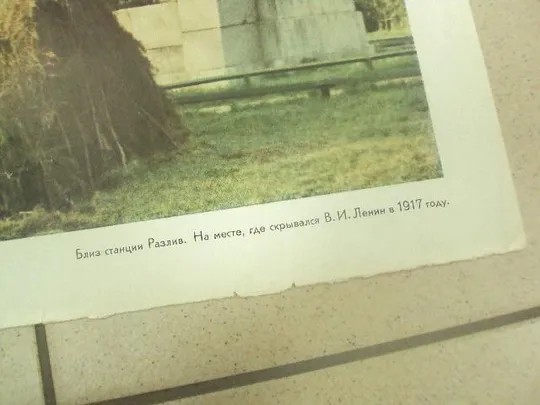 Близ станции Разлив. На месте, где скрывался В. И. Ленин в 1917 году.